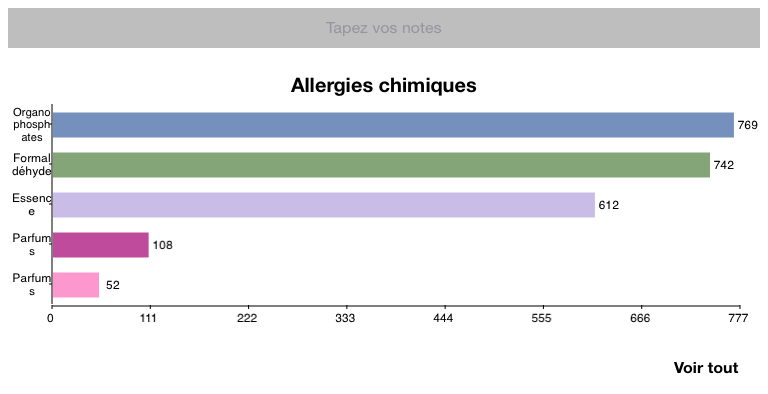 Tapez vos notes
Allergies chimiques
Organo
phosph
ates
769
Formal
déhyde
742
Essenc
e
612
Parfum
s
108
Parfum
s
52
0 111 222 333 444 555 666 777
Voir tout